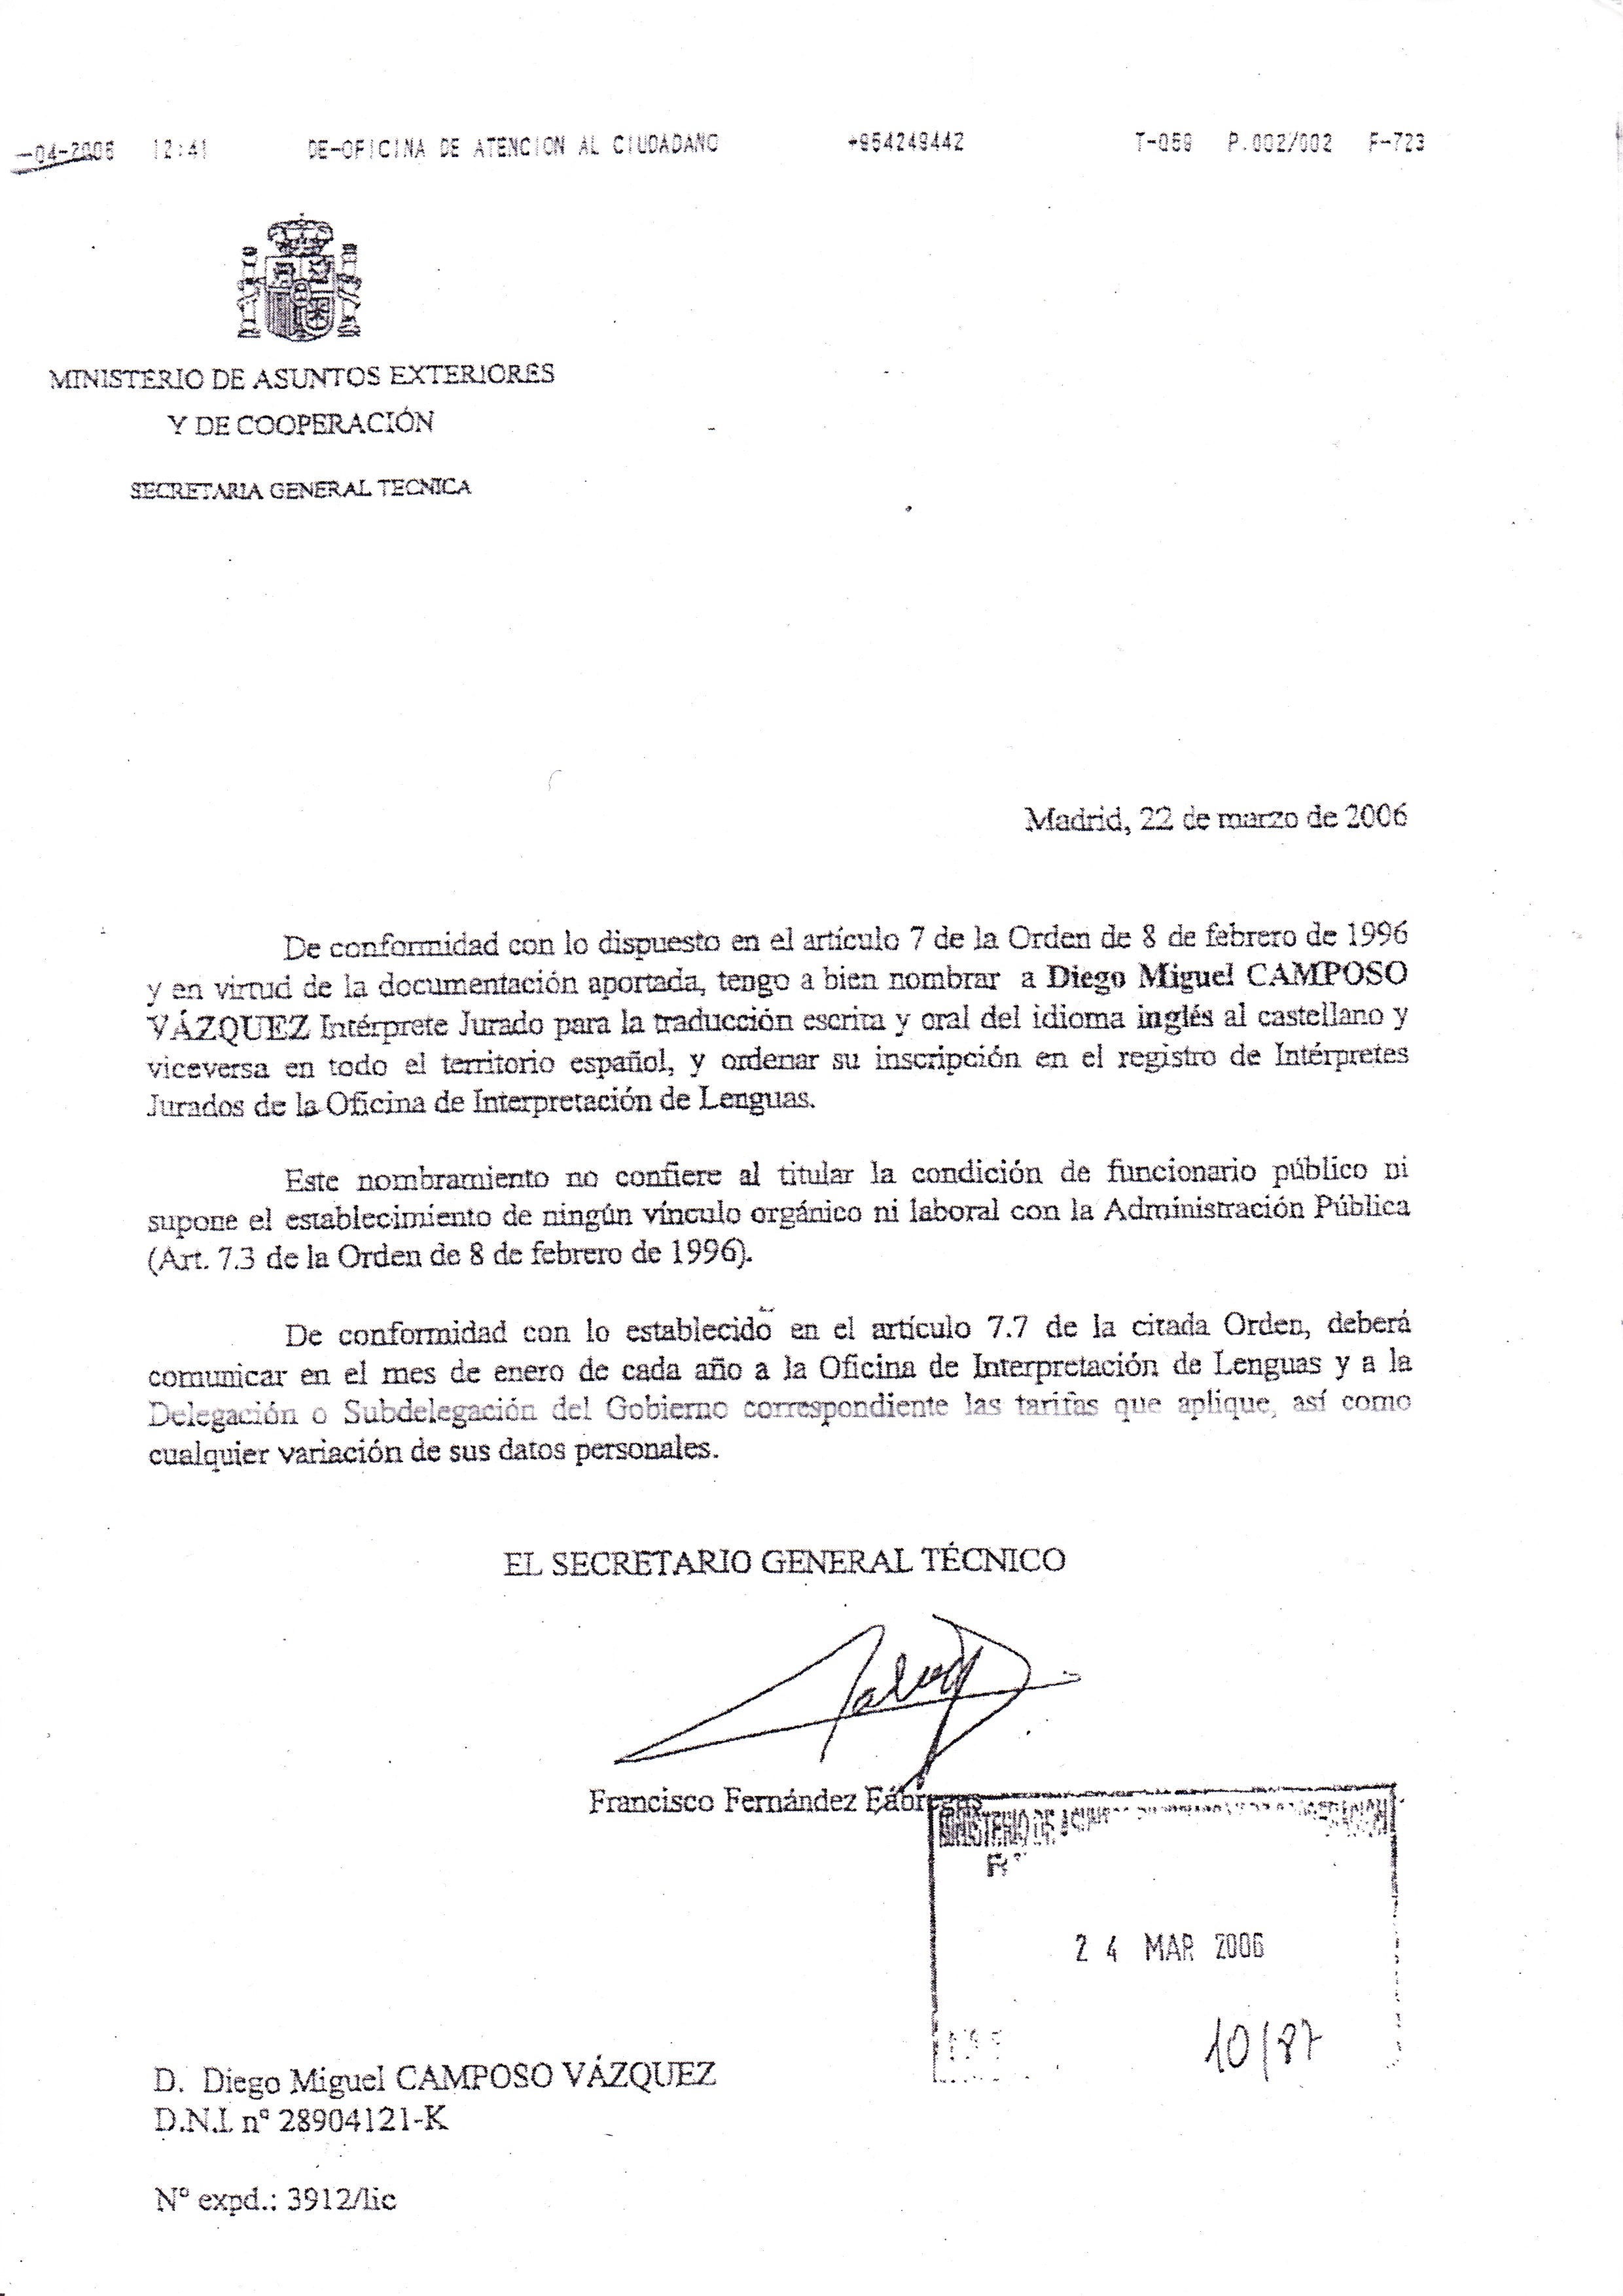 -04-2006 12:41 DE-OFICINA DE ATENCION AL CIUDADANO +954249442 T-059 P.002/002 F-723
MINISTERIO DE ASUNTOS EXTERIORES
Y DE COOPERACIÓN
SECRETARIA GENERAL TECNICA
Madrid, 22 de marzo de 2006
De conformidad con lo dispuesto en el artículo 7 de la Orden de 8 de febrero de 1996
y en virtud de la documentación aportada, tengo a bien nombrar a Diego Miguel CAMPOSO
VÁZQUEZ Intérprete Jurado para la traducción escrita y oral del idioma inglés al castellano y
viceversa en todo el territorio español, y ordenar su inscripción en el registro de Intérpretes
Jurados de la Oficina de Interpretación de Lenguas.
Este nombramiento no confiere al titular la condición de funcionario público ni
supone el establecimiento de ningún vínculo orgánico ni laboral con la Administración Pública
(Art. 7.3 de la Orden de 8 de febrero de 1996).
De conformidad con lo establecido en el artículo 7.7 de la citada Orden, deberá
comunicar en el mes de enero de cada año a la Oficina de Interpretación de Lenguas y a la
Delegación o Subdelegación del Gobierno correspondiente las tarifas que aplique, así como
cualquier variación de sus datos personales.
EL SECRETARIO GENERAL TÉCNICO
Francisco Fernández Fábregas
MINISTERIO DE
24 MAR 2006
10/87
D. Diego Miguel CAMPOSO VÁZQUEZ
D.N.I. nº 28904121-K
Nº expd.: 3912/lic